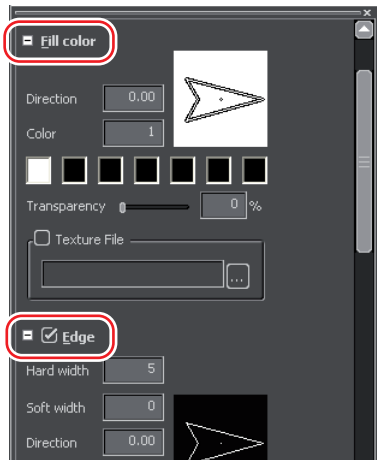 x
Fill color
Direction 0.00
Color 1
Transparency 0 %
Texture File
...
Edge
Hard width 5
Soft width 0
Direction 0.00